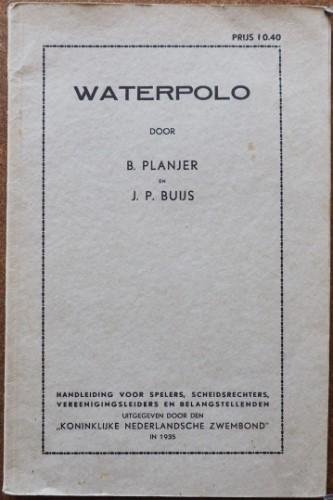 PRIJS f 0.40
WATERPOLO
DOOR
B. PLANJER
EN
J. P. BUIJS
HANDLEIDING VOOR SPELERS, SCHEIDSRECHTERS,
VEREENIGINGSLEIDERS EN BELANGSTELLENDEN
UITGEGEVEN DOOR DEN
„KONINKLIJKE NEDERLANDSCHE ZWEMBOND”
IN 1935